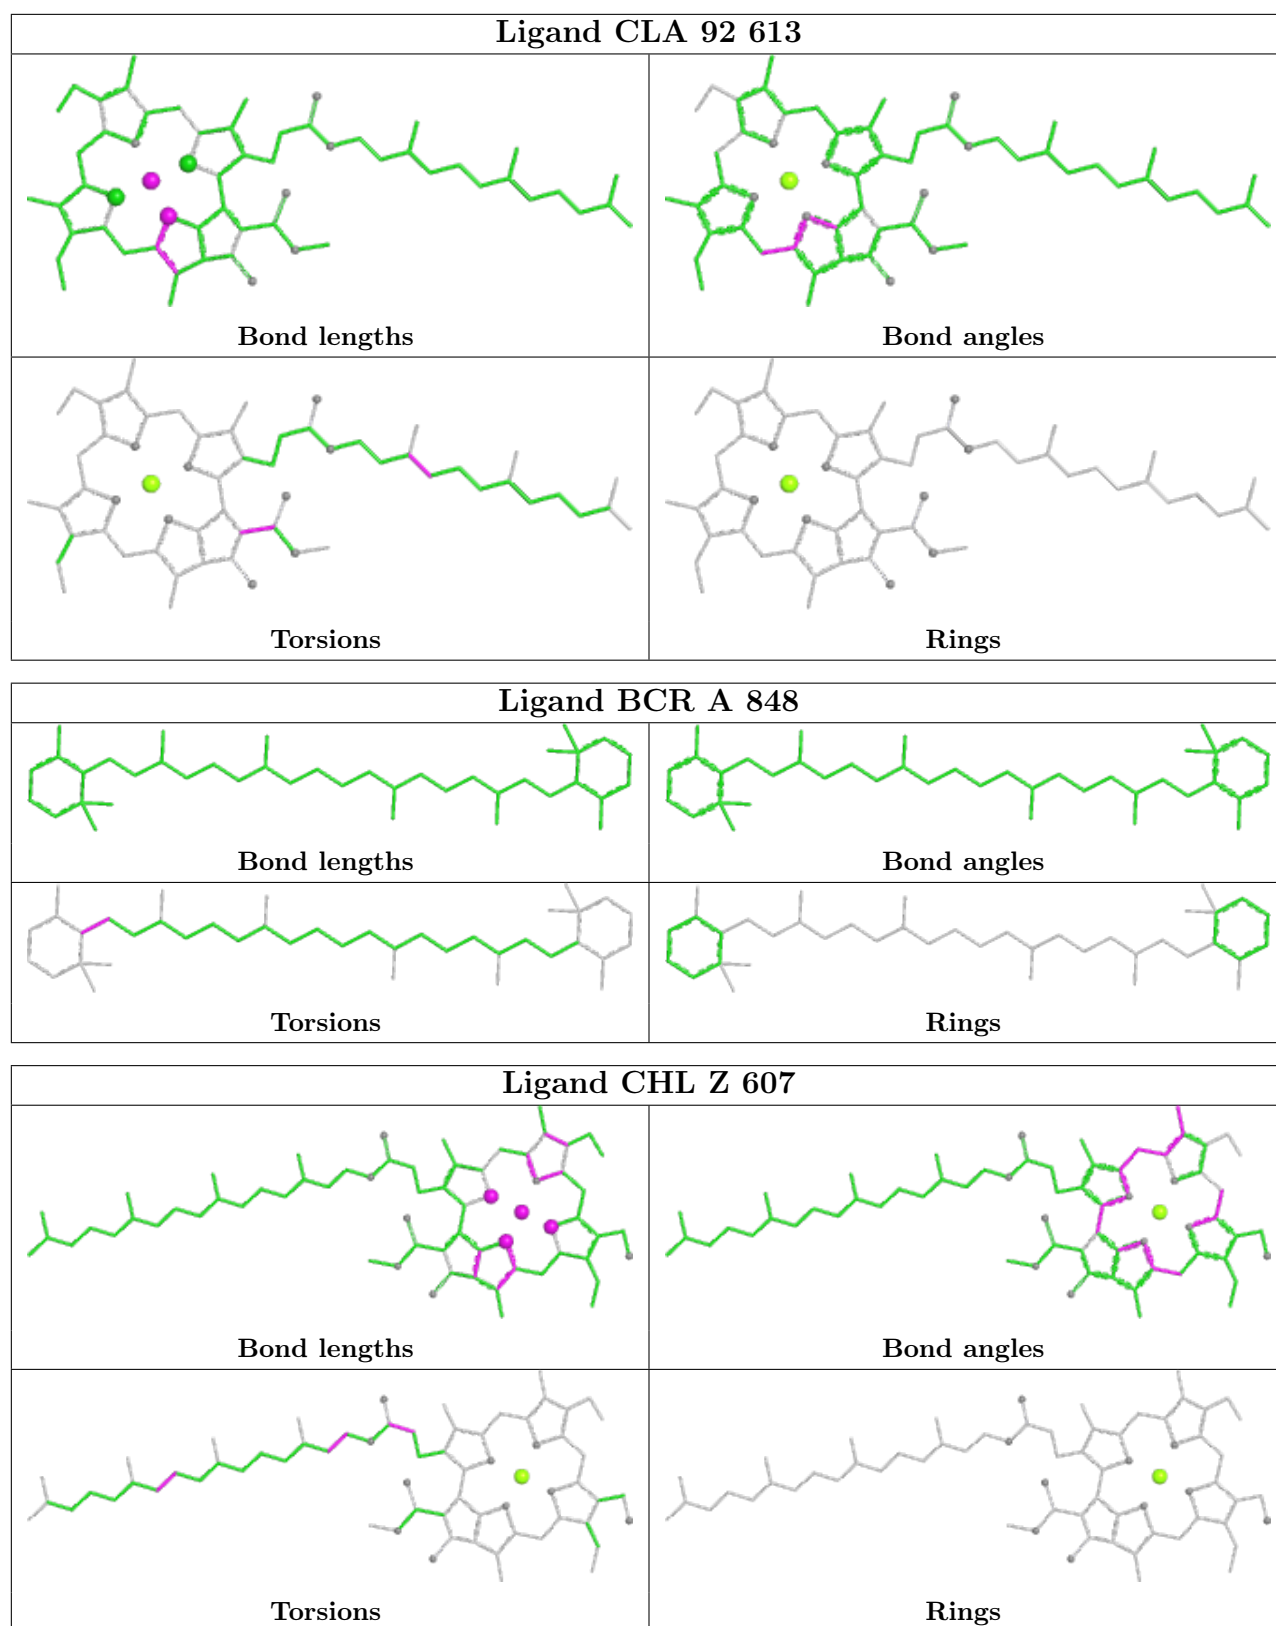 Ligand CLA 92 613
Bond lengths
Bond angles
Torsions
Rings
Ligand BCR A 848
Bond lengths
Bond angles
Torsions
Rings
Ligand CHL Z 607
Bond lengths
Bond angles
Torsions
Rings